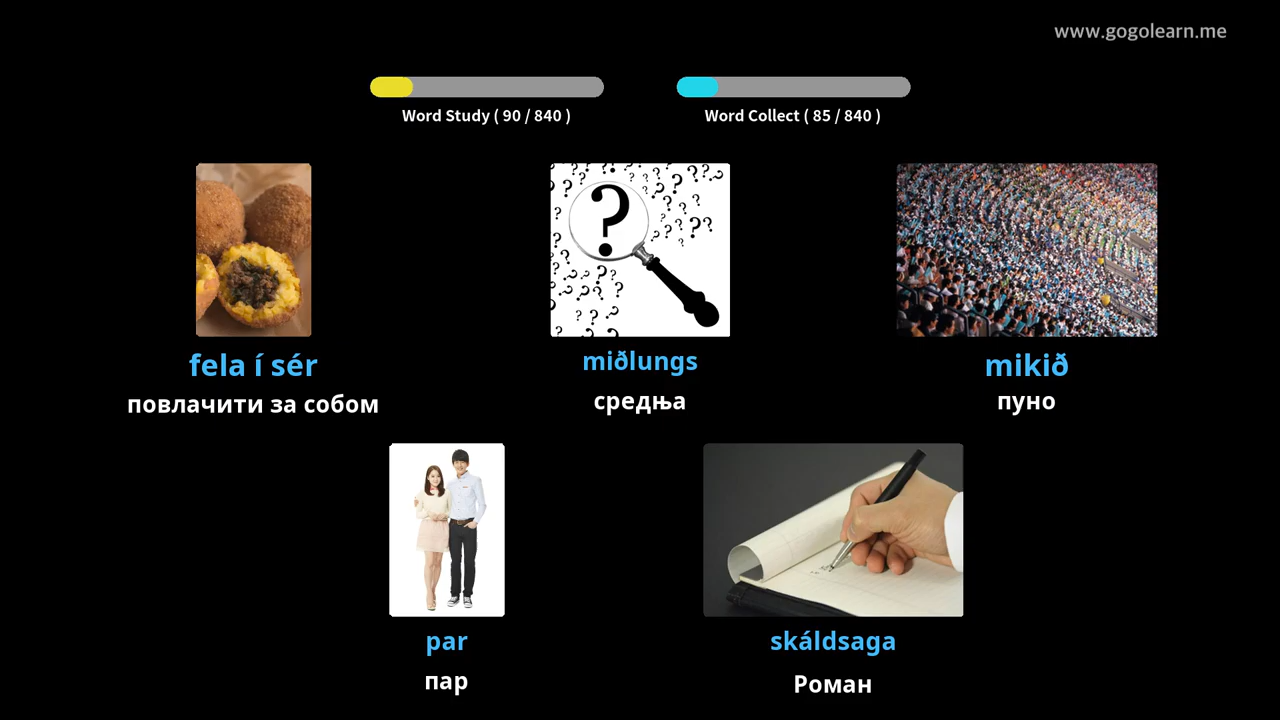 www.gogolearn.me
Word Study ( 90 / 840 )
Word Collect ( 85 / 840 )
fela í sér
повлачити за собом
miðlungs
средња
mikið
пуно
par
пар
skáldsaga
Роман